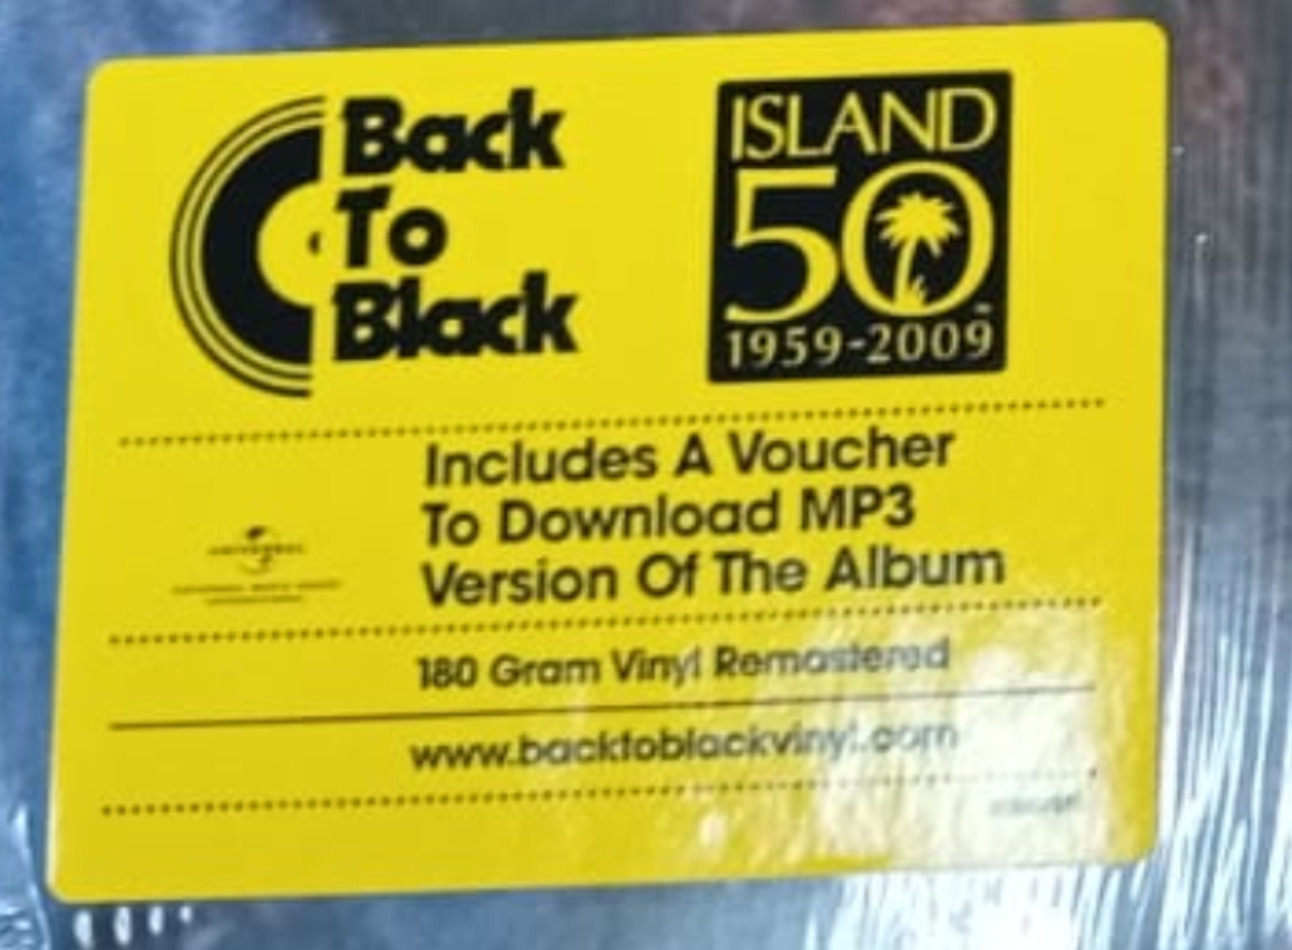 Back
To
Black
ISLAND
50
1959-2009
Includes A Voucher
To Download MP3
Version Of The Album
UNIVERSAL
180 Gram Vinyl Remastered
www.backtoblackvinyl.com